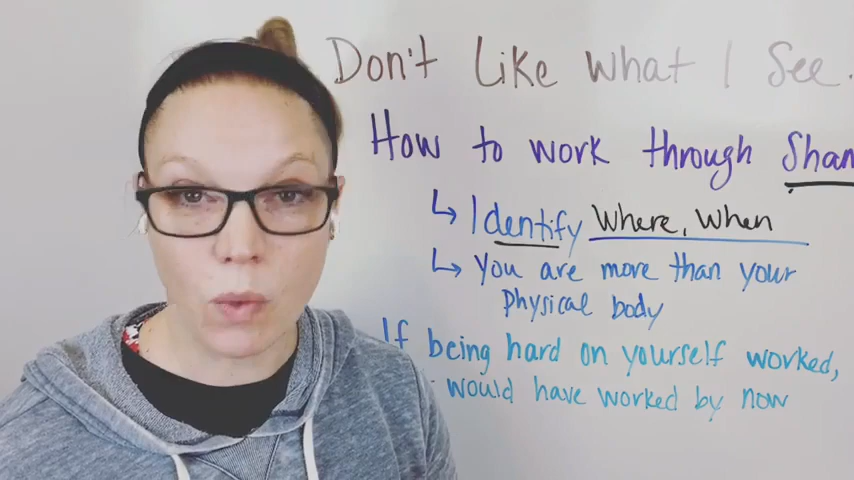 Don't Like What I See.
How to work through Sham
↳ Identify Where, When
↳ You are more than your
physical body
If being hard on yourself worked,
would have worked by now